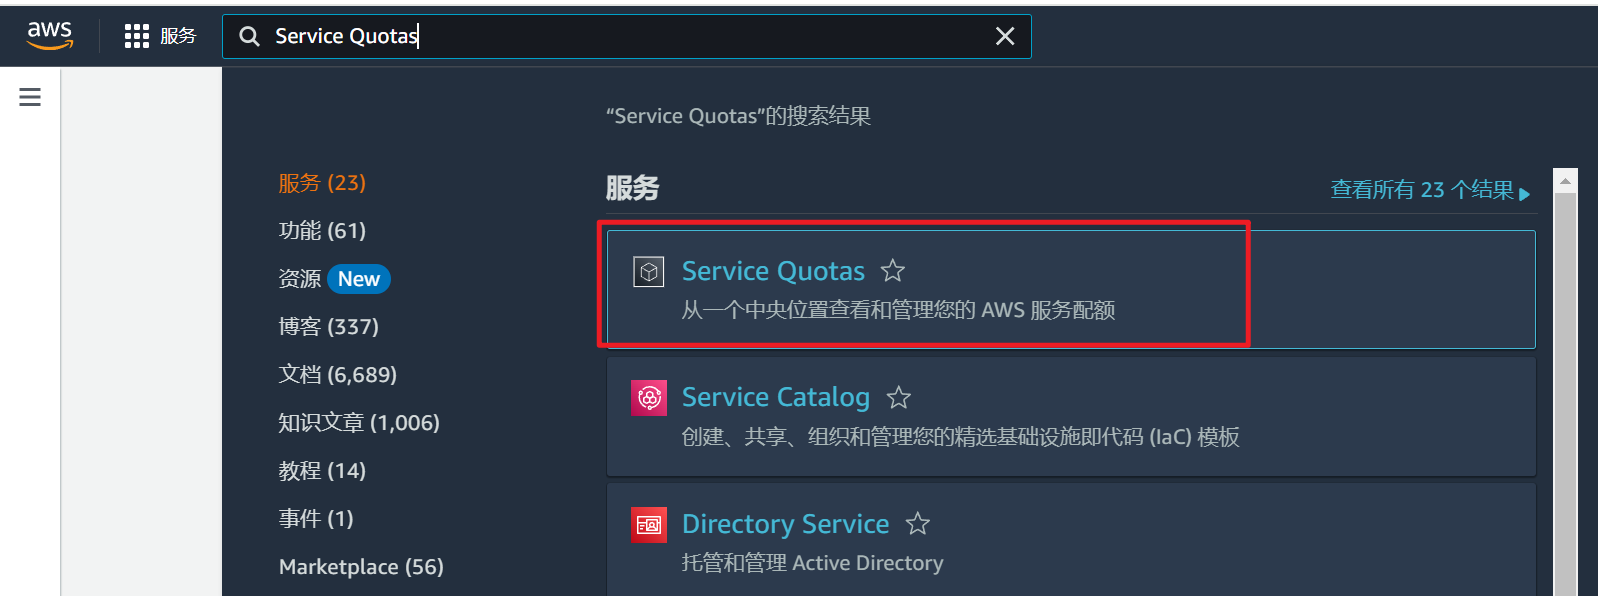 aws
服务
Service Quotas
“Service Quotas”的搜索结果
服务 (23)
功能 (61)
资源 New
博客 (337)
文档 (6,689)
知识文章 (1,006)
教程 (14)
事件 (1)
Marketplace (56)
服务
查看所有 23 个结果
Service Quotas
从一个中央位置查看和管理您的 AWS 服务配额
Service Catalog
创建、共享、组织和管理您的精选基础设施即代码 (IaC) 模板
Directory Service
托管和管理 Active Directory